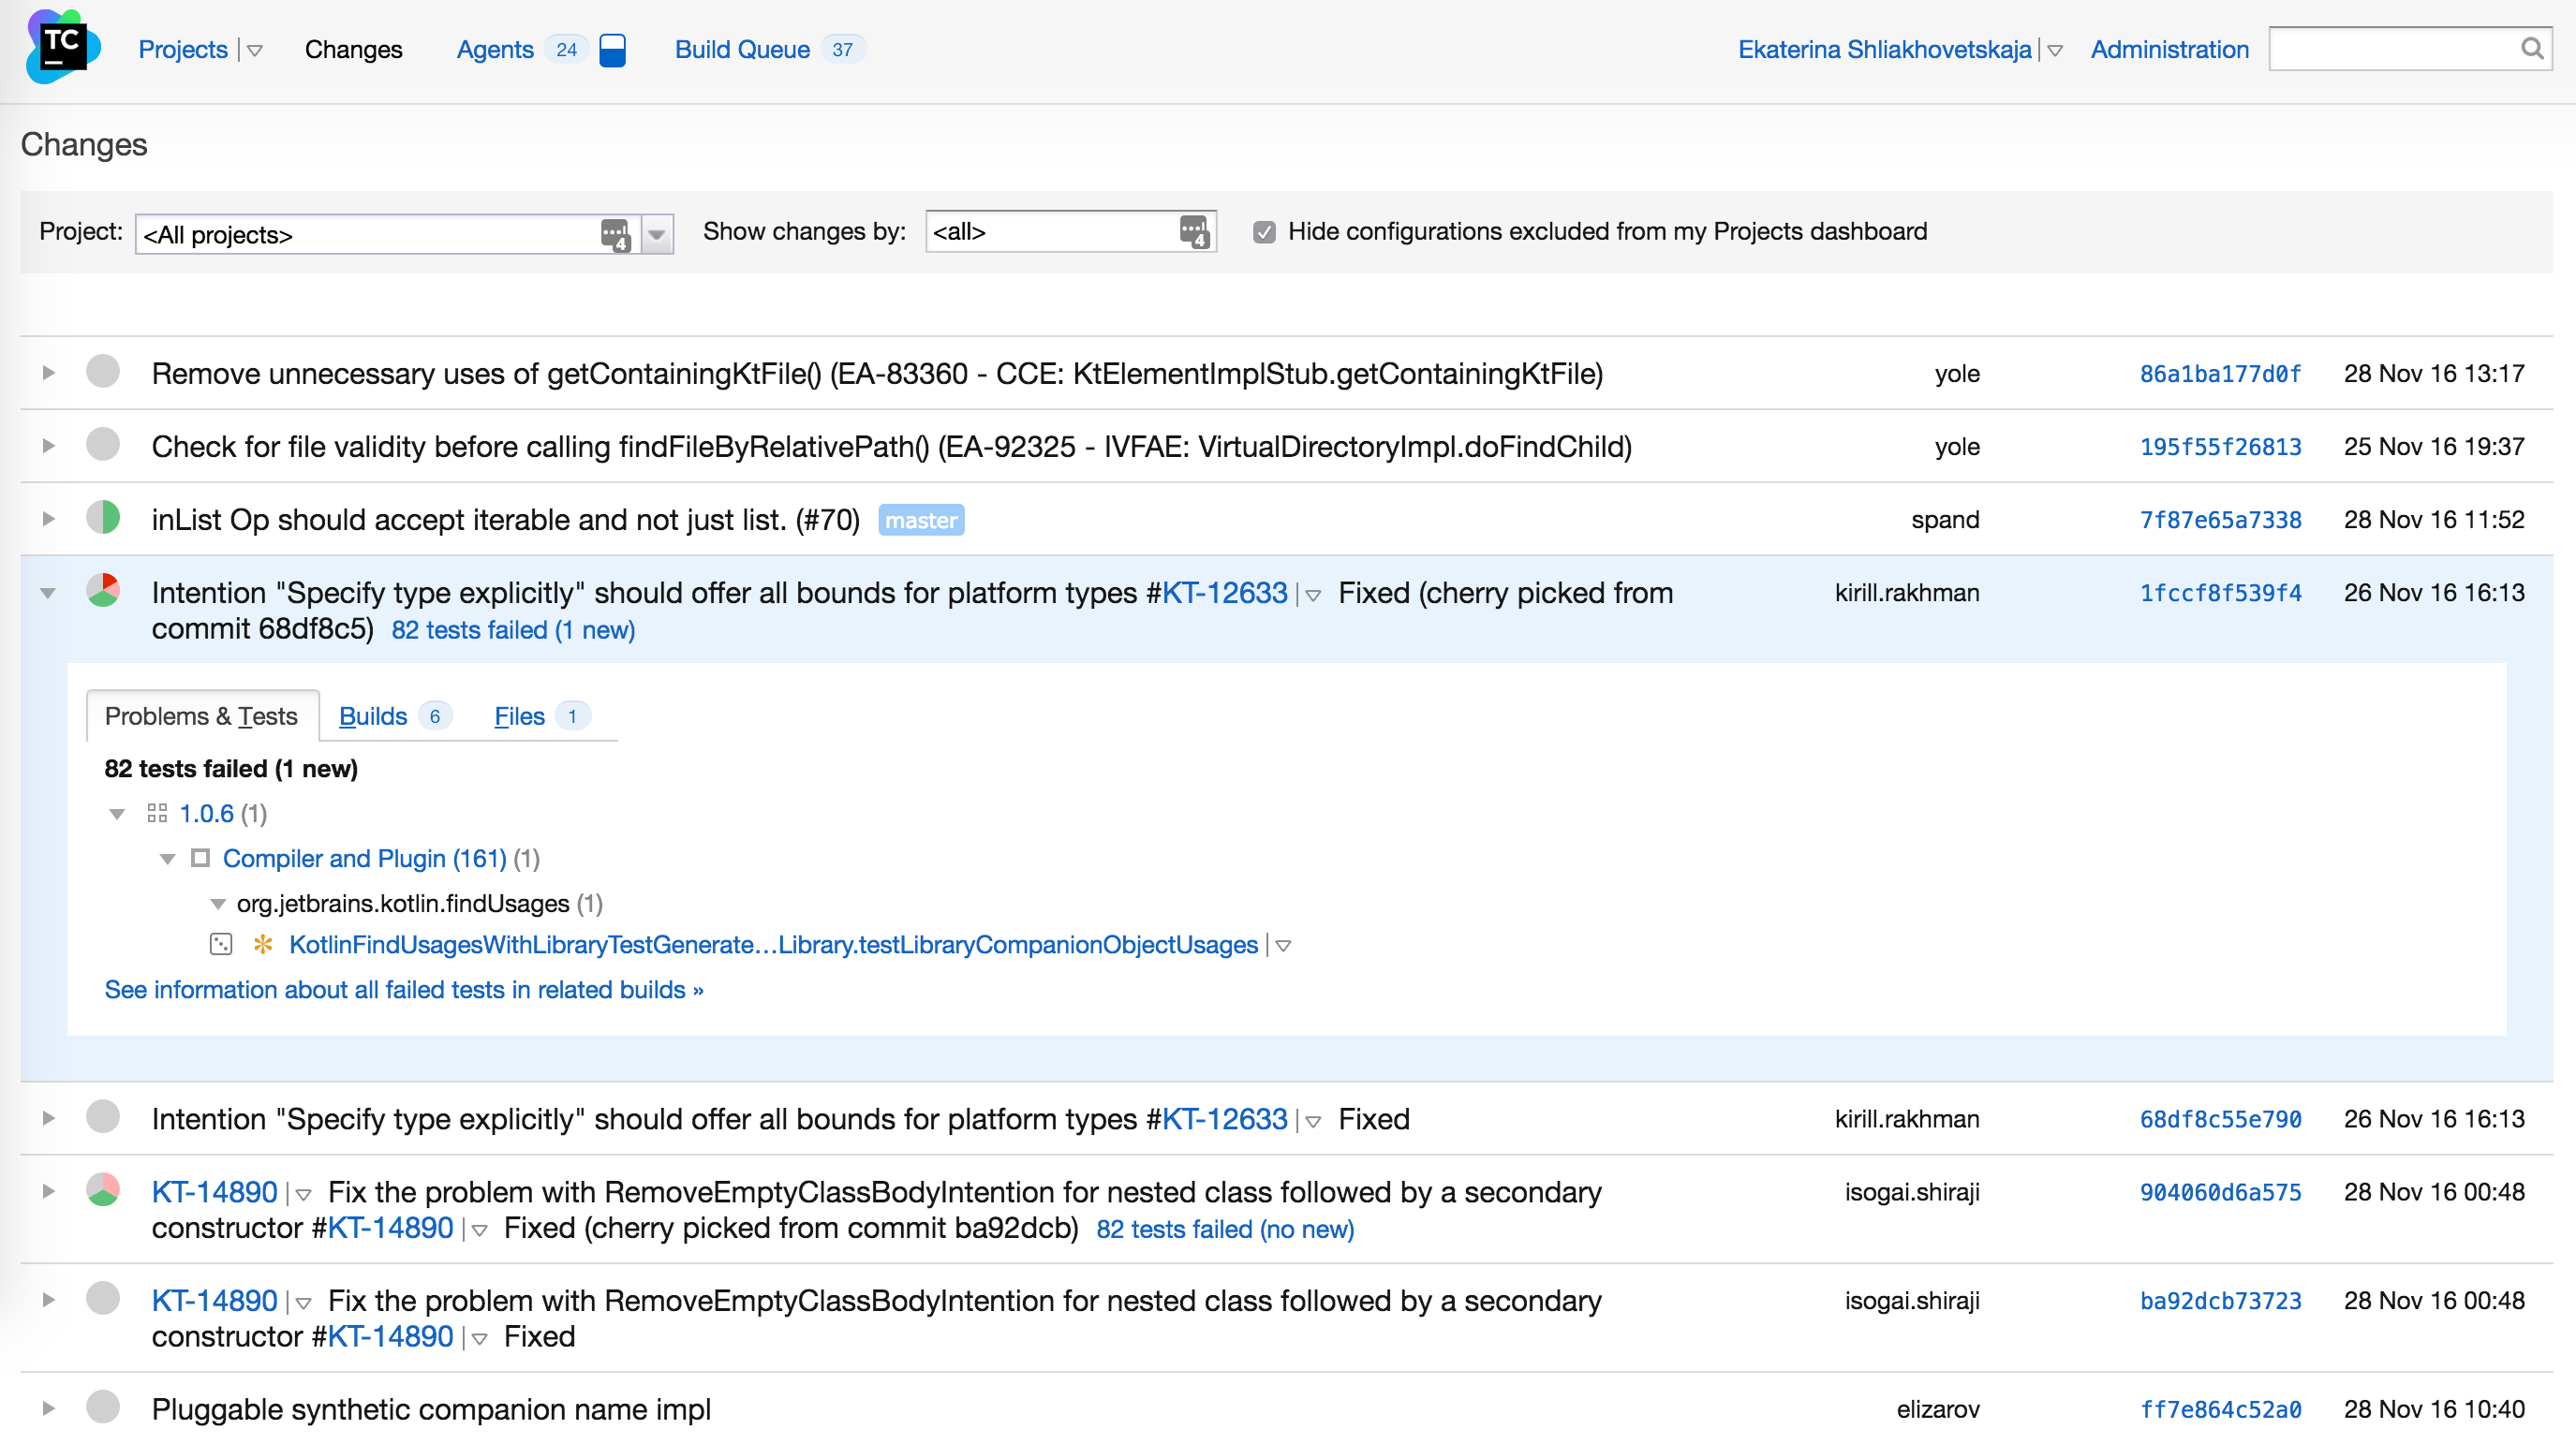 TC
Projects
Changes
Agents 24
Build Queue 37
Ekaterina Shliakhovetskaja
Administration
Changes
Project: <All projects> 4
Show changes by: <all> 4
Hide configurations excluded from my Projects dashboard
Remove unnecessary uses of getContainingKtFile() (EA-83360 - CCE: KtElementImplStub.getContainingKtFile) yole 86a1ba177d0f 28 Nov 16 13:17
Check for file validity before calling findFileByRelativePath() (EA-92325 - IVFAE: VirtualDirectoryImpl.doFindChild) yole 195f55f26813 25 Nov 16 19:37
inList Op should accept iterable and not just list. (#70) master spand 7f87e65a7338 28 Nov 16 11:52
Intention "Specify type explicitly" should offer all bounds for platform types #KT-12633 Fixed (cherry picked from kirill.rakhman 1fccf8f539f4 26 Nov 16 16:13
commit 68df8c5) 82 tests failed (1 new)
Problems & Tests Builds 6 Files 1
82 tests failed (1 new)
1.0.6 (1)
Compiler and Plugin (161) (1)
org.jetbrains.kotlin.findUsages (1)
KotlinFindUsagesWithLibraryTestGenerate...Library.testLibraryCompanionObjectUsages
See information about all failed tests in related builds »
Intention "Specify type explicitly" should offer all bounds for platform types #KT-12633 Fixed kirill.rakhman 68df8c55e790 26 Nov 16 16:13
KT-14890 Fix the problem with RemoveEmptyClassBodyIntention for nested class followed by a secondary isogai.shiraji 904060d6a575 28 Nov 16 00:48
constructor #KT-14890 Fixed (cherry picked from commit ba92dcb) 82 tests failed (no new)
KT-14890 Fix the problem with RemoveEmptyClassBodyIntention for nested class followed by a secondary isogai.shiraji ba92dcb73723 28 Nov 16 00:48
constructor #KT-14890 Fixed
Pluggable synthetic companion name impl elizarov ff7e864c52a0 28 Nov 16 10:40